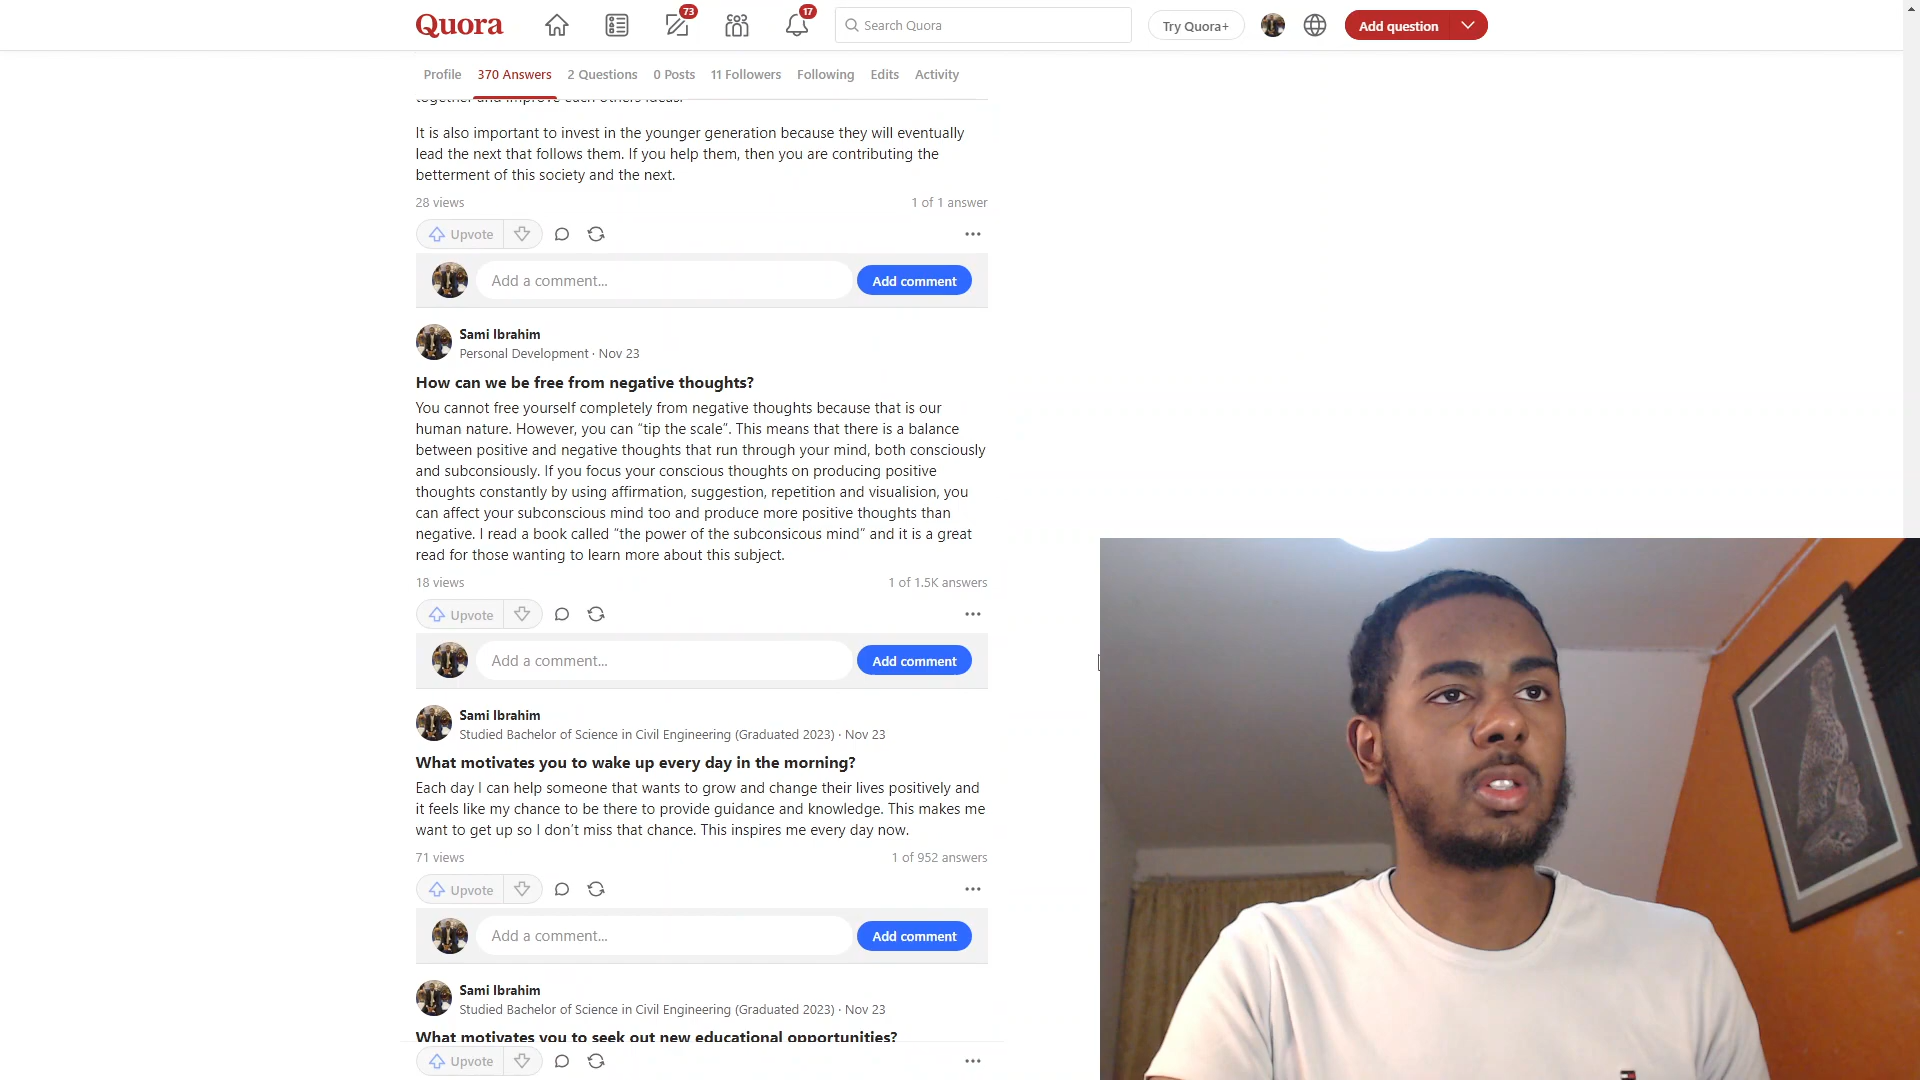 Quora
73
17
Search Quora
Try Quora+
Add question
Profile
370 Answers
2 Questions
0 Posts
11 Followers
Following
Edits
Activity
together and improve each others ideas.
It is also important to invest in the younger generation because they will eventually
lead the next that follows them. If you help them, then you are contributing the
betterment of this society and the next.
28 views
1 of 1 answer
Upvote
Add a comment...
Add comment
Sami Ibrahim
Personal Development · Nov 23
How can we be free from negative thoughts?
You cannot free yourself completely from negative thoughts because that is our
human nature. However, you can “tip the scale”. This means that there is a balance
between positive and negative thoughts that run through your mind, both consciously
and subconsiously. If you focus your conscious thoughts on producing positive
thoughts constantly by using affirmation, suggestion, repetition and visualision, you
can affect your subconscious mind too and produce more positive thoughts than
negative. I read a book called “the power of the subconsicous mind” and it is a great
read for those wanting to learn more about this subject.
18 views
1 of 1.5K answers
Upvote
Add a comment...
Add comment
Sami Ibrahim
Studied Bachelor of Science in Civil Engineering (Graduated 2023) · Nov 23
What motivates you to wake up every day in the morning?
Each day I can help someone that wants to grow and change their lives positively and
it feels like my chance to be there to provide guidance and knowledge. This makes me
want to get up so I don’t miss that chance. This inspires me every day now.
71 views
1 of 952 answers
Upvote
Add a comment...
Add comment
Sami Ibrahim
Studied Bachelor of Science in Civil Engineering (Graduated 2023) · Nov 23
What motivates you to seek out new educational opportunities?
Upvote